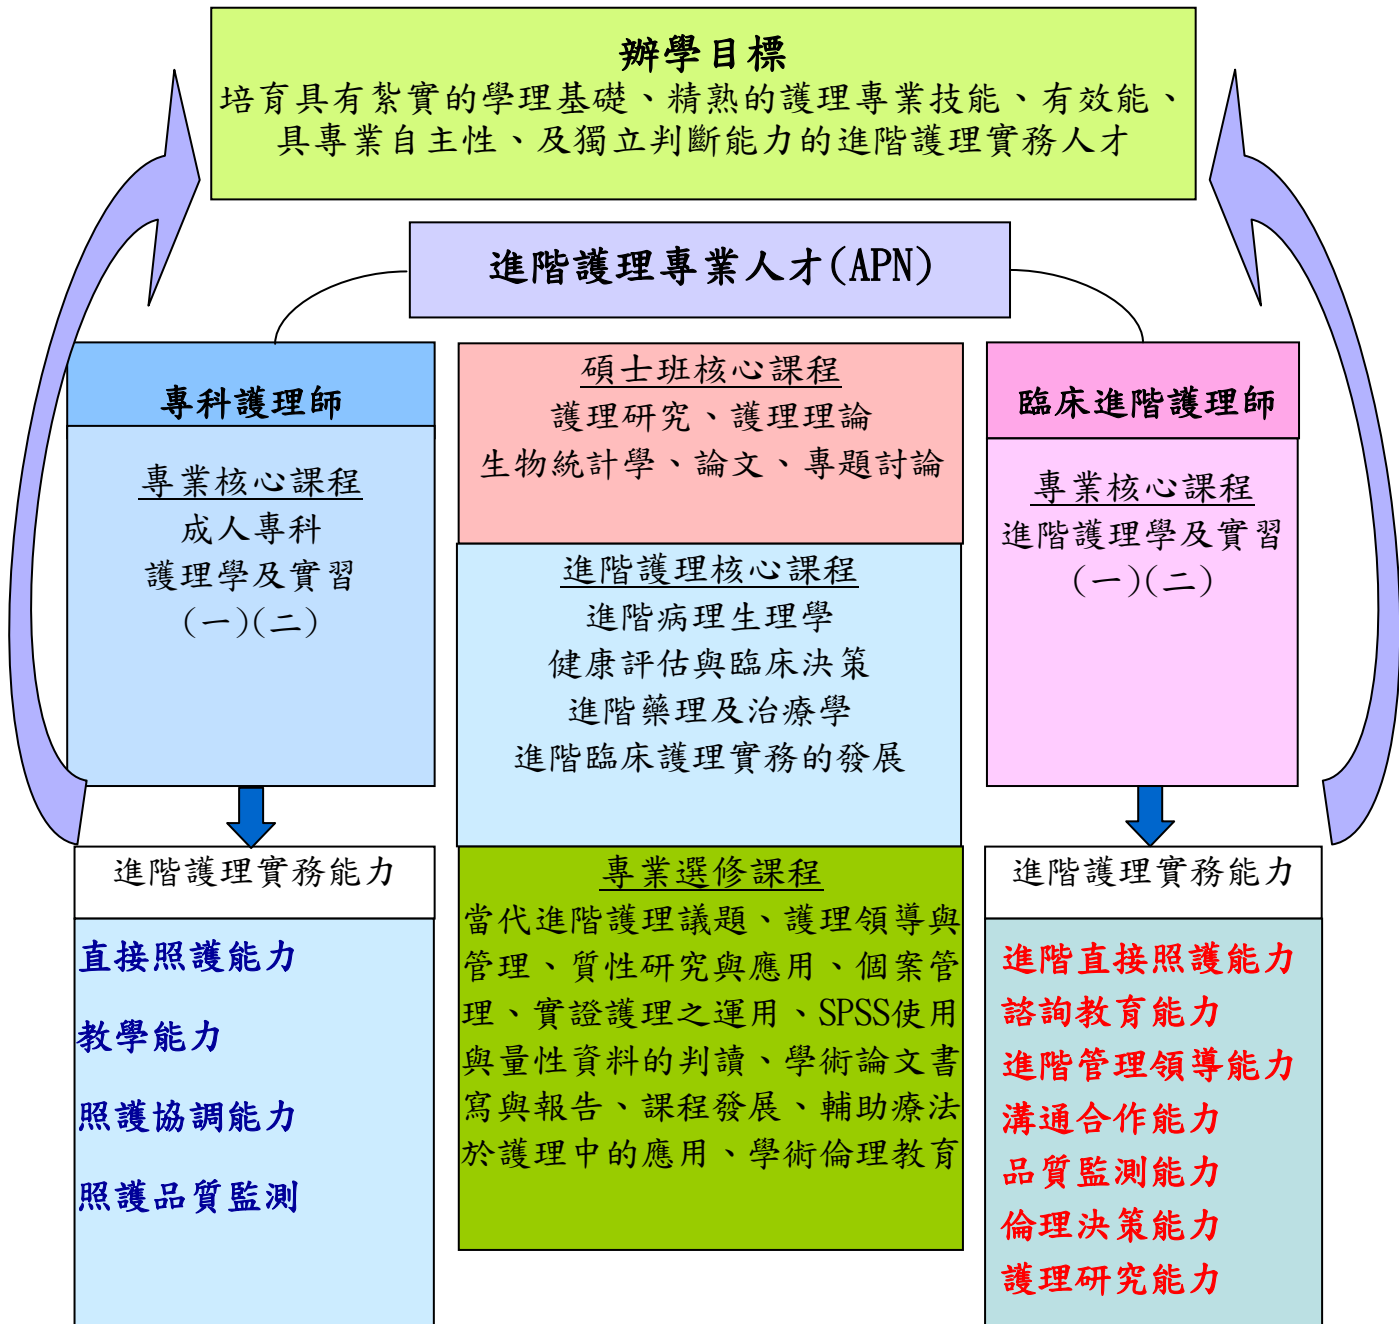 辦學目標
培育具有紮實的學理基礎、精熟的護理專業技能、有效能、
具專業自主性、及獨立判斷能力的進階護理實務人才
進階護理專業人才(APN)
專科護理師
專業核心課程
成人專科
護理學及實習
(一)(二)
碩士班核心課程
護理研究、護理理論
生物統計學、論文、專題討論
進階護理核心課程
進階病理生理學
健康評估與臨床決策
進階藥理及治療學
進階臨床護理實務的發展
臨床進階護理師
專業核心課程
進階護理學及實習
(一)(二)
進階護理實務能力
直接照護能力
教學能力
照護協調能力
照護品質監測
專業選修課程
當代進階護理議題、護理領導與
管理、質性研究與應用、個案管
理、實證護理之運用、SPSS使用
與量性資料的判讀、學術論文書
寫與報告、課程發展、輔助療法
於護理中的應用、學術倫理教育
進階護理實務能力
進階直接照護能力
諮詢教育能力
進階管理領導能力
溝通合作能力
品質監測能力
倫理決策能力
護理研究能力